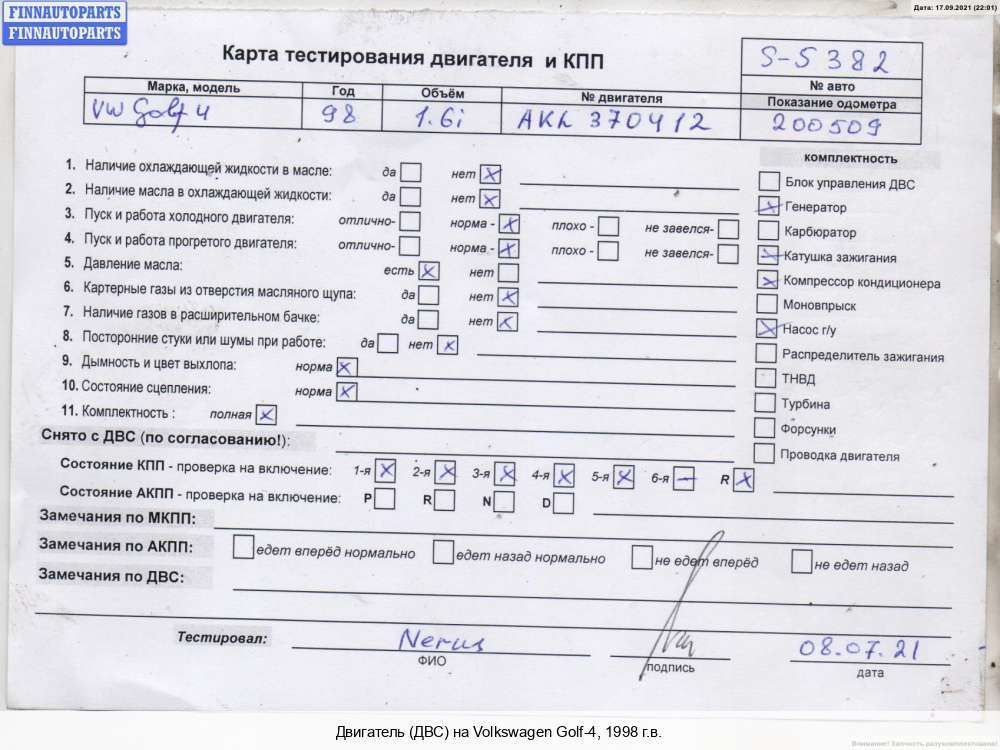 FINNAUTOPARTS
FINNAUTOPARTS
Дата: 17.09.2021 (22:01)
Карта тестирования двигателя и КПП
S-5382
№ авто
Марка, модель Год Объём № двигателя Показание одометра
VW Golf 4 98 1.6i AKL 370412 200509
комплектность
1. Наличие охлаждающей жидкости в масле: да нет X
Блок управления ДВС
2. Наличие масла в охлаждающей жидкости: да нет X
X Генератор
3. Пуск и работа холодного двигателя: отлично- норма - X плохо - не завелся-
Карбюратор
4. Пуск и работа прогретого двигателя: отлично- норма - X плохо - не завелся-
X Катушка зажигания
5. Давление масла: есть X нет
X Компрессор кондиционера
6. Картерные газы из отверстия масляного щупа: да нет X
Моновпрыск
7. Наличие газов в расширительном бачке: да нет X
X Насос г/у
8. Посторонние стуки или шумы при работе: да нет X
Распределитель зажигания
9. Дымность и цвет выхлопа: норма X
ТНВД
10. Состояние сцепления: норма X
Турбина
11. Комплектность : полная X
Форсунки
Снято с ДВС (по согласованию!):
Проводка двигателя
Состояние КПП - проверка на включение: 1-я X 2-я X 3-я X 4-я X 5-я X 6-я — R X
Состояние АКПП - проверка на включение: P R N D
Замечания по МКПП:
Замечания по АКПП: едет вперёд нормально едет назад нормально не едет вперёд не едет назад
Замечания по ДВС:
Тестировал: Nerus 08.07.21
ФИО подпись дата
Двигатель (ДВС) на Volkswagen Golf-4, 1998 г.в.
Внимание! Запчасть разукомплектована!